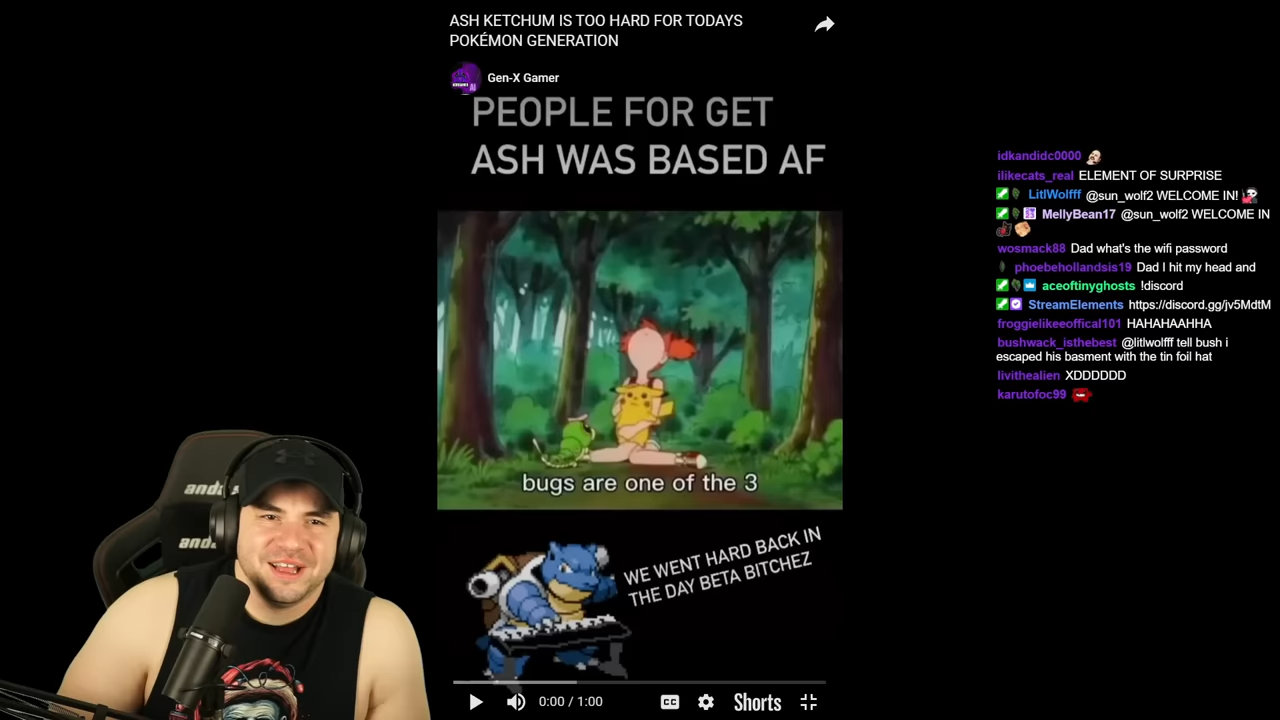 ASH KETCHUM IS TOO HARD FOR TODAYS
POKÉMON GENERATION
Gen-X Gamer
PEOPLE FOR GET
ASH WAS BASED AF
bugs are one of the 3
WE WENT HARD BACK IN
THE DAY BETA BITCHEZ
0:00 / 1:00
CC
Shorts
idkandidc0000
ilikecats_real ELEMENT OF SURPRISE
LitlWolfff @sun_wolf2 WELCOME IN!
MellyBean17 @sun_wolf2 WELCOME IN
wosmack88 Dad what's the wifi password
phoebehollandsis19 Dad I hit my head and
aceoftinyghosts !discord
StreamElements https://discord.gg/jv5MdtM
froggielikeeoffical101 HAHAHAAHHA
bushwack_isthebest @litlwolfff tell bush i
escaped his basment with the tin foil hat
livithealien XDDDDDD
karutofoc99